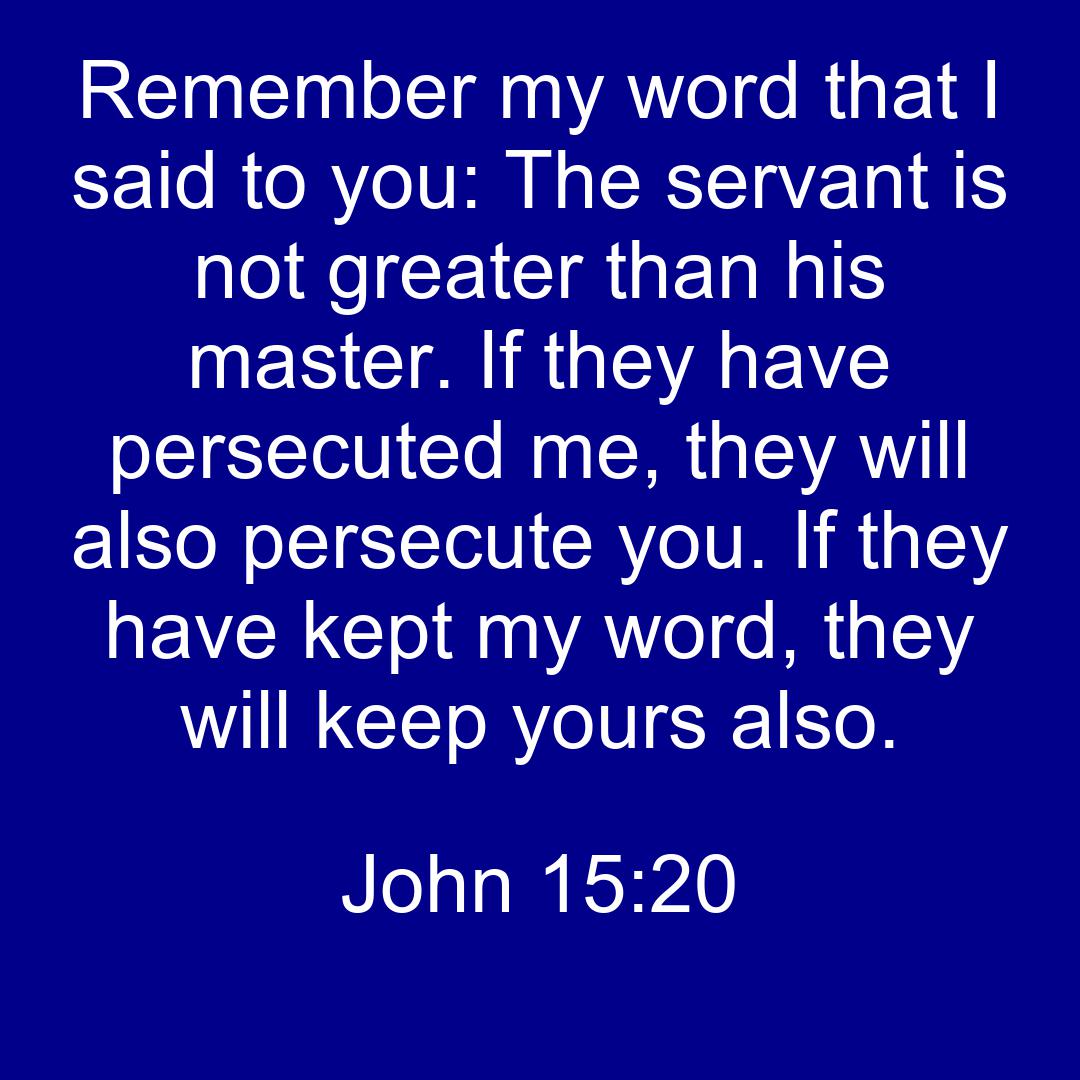 Remember my word that I
said to you: The servant is
not greater than his
master. If they have
persecuted me, they will
also persecute you. If they
have kept my word, they
will keep yours also.
John 15:20